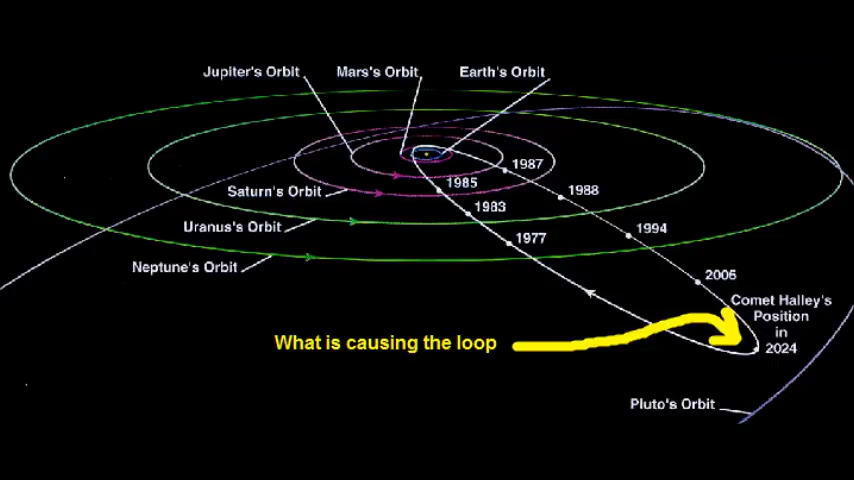 Jupiter's Orbit
Mars's Orbit
Earth's Orbit
1987
1985
1988
Saturn's Orbit
1983
Uranus's Orbit
1994
1977
Neptune's Orbit
2005
Comet Halley's
Position
in
2024
What is causing the loop
Pluto's Orbit